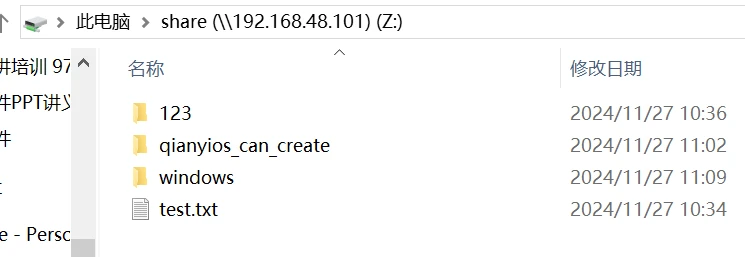 此电脑 › share (\\192.168.48.101) (Z:)
名称 修改日期
讲培训 97
件PPT讲义
件
123 2024/11/27 10:36
qianyios_can_create 2024/11/27 11:02
windows 2024/11/27 11:09
test.txt 2024/11/27 10:34
e - Perso